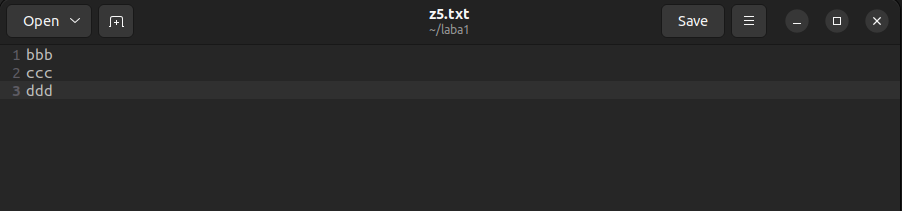 Open
z5.txt
~/laba1
Save
1 bbb
2 ccc
3 ddd